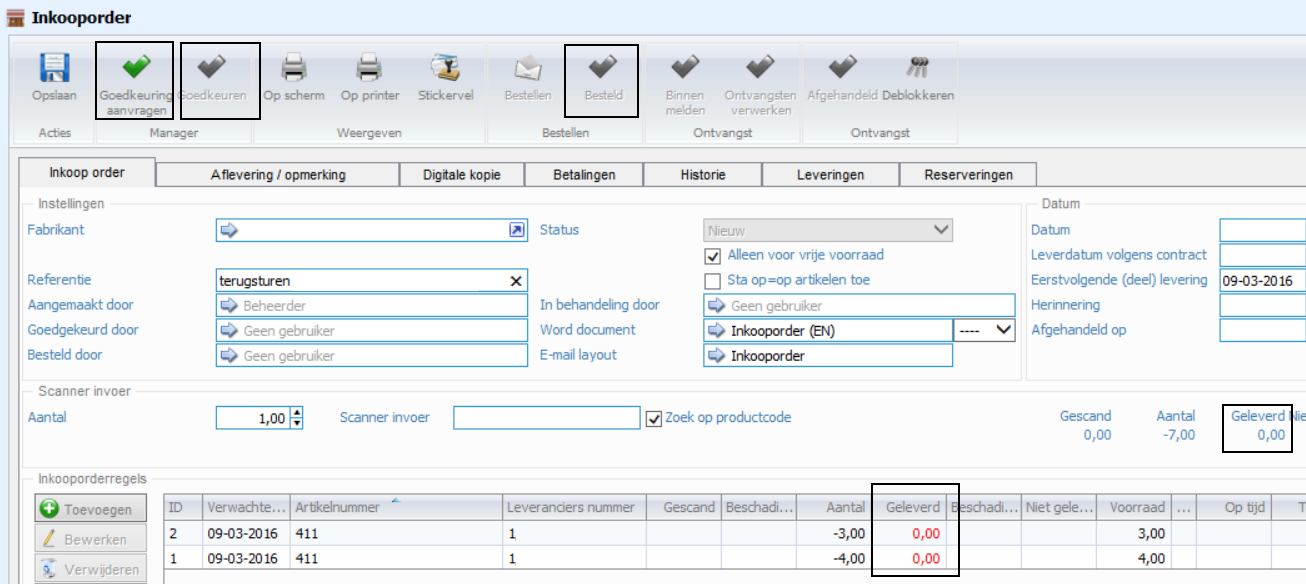 Inkooporder
Opslaan
Goedkeuring aanvragen
Goedkeuren
Op scherm
Op printer
Stickervel
Bestellen
Besteld
Binnen melden
Ontvangsten verwerken
Afgehandeld
Deblokkeren
Acties
Manager
Weergeven
Bestellen
Ontvangst
Ontvangst
Inkoop order
Aflevering / opmerking
Digitale kopie
Betalingen
Historie
Leveringen
Reserveringen
Instellingen
Fabrikant
Status
Nieuw
Alleen voor vrije voorraad
Referentie
terugsturen
Sta op=op artikelen toe
Aangemaakt door
Beheerder
In behandeling door
Geen gebruiker
Goedgekeurd door
Geen gebruiker
Word document
Inkooporder (EN)
----
Besteld door
Geen gebruiker
E-mail layout
Inkooporder
Datum
Datum
Leverdatum volgens contract
Eerstvolgende (deel) levering
09-03-2016
Herinnering
Afgehandeld op
Scanner invoer
Aantal
1,00
Scanner invoer
Zoek op productcode
Gescand Aantal Geleverd Nie
0,00 -7,00 0,00
Inkooporderregels
Toevoegen
Bewerken
Verwijderen
ID Verwachte... Artikelnummer Leveranciers nummer Gescand Beschadi... Aantal Geleverd Beschadi... Niet gele... Voorraad ... Op tijd T
2 09-03-2016 411 1 -3,00 0,00 3,00
1 09-03-2016 411 1 -4,00 0,00 4,00